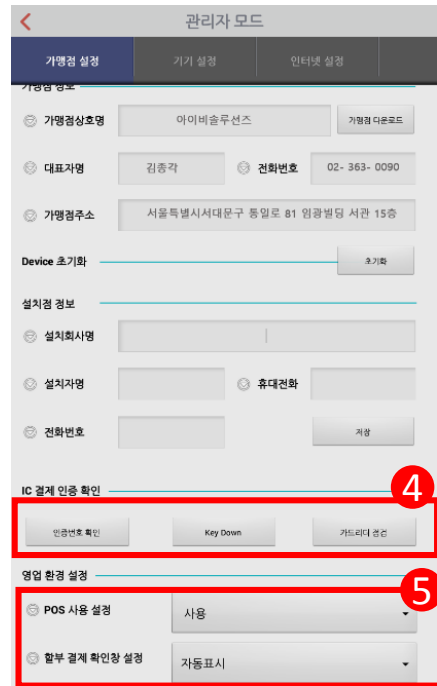 관리자 모드
가맹점 설정 기기 설정 인터넷 설정
가맹점 정보
가맹점상호명 아이비솔루션즈 가맹점 다운로드
대표자명 김종각 전화번호 02- 363- 0090
가맹점주소 서울특별시서대문구 통일로 81 임광빌딩 서관 15층
Device 초기화 초기화
설치점 정보
설치회사명
설치자명 휴대전화
전화번호 저장
IC 결제 인증 확인 4
인증번호 확인 Key Down 카드리더 점검
영업 환경 설정 5
POS 사용 설정 사용
할부 결제 확인창 설정 자동표시